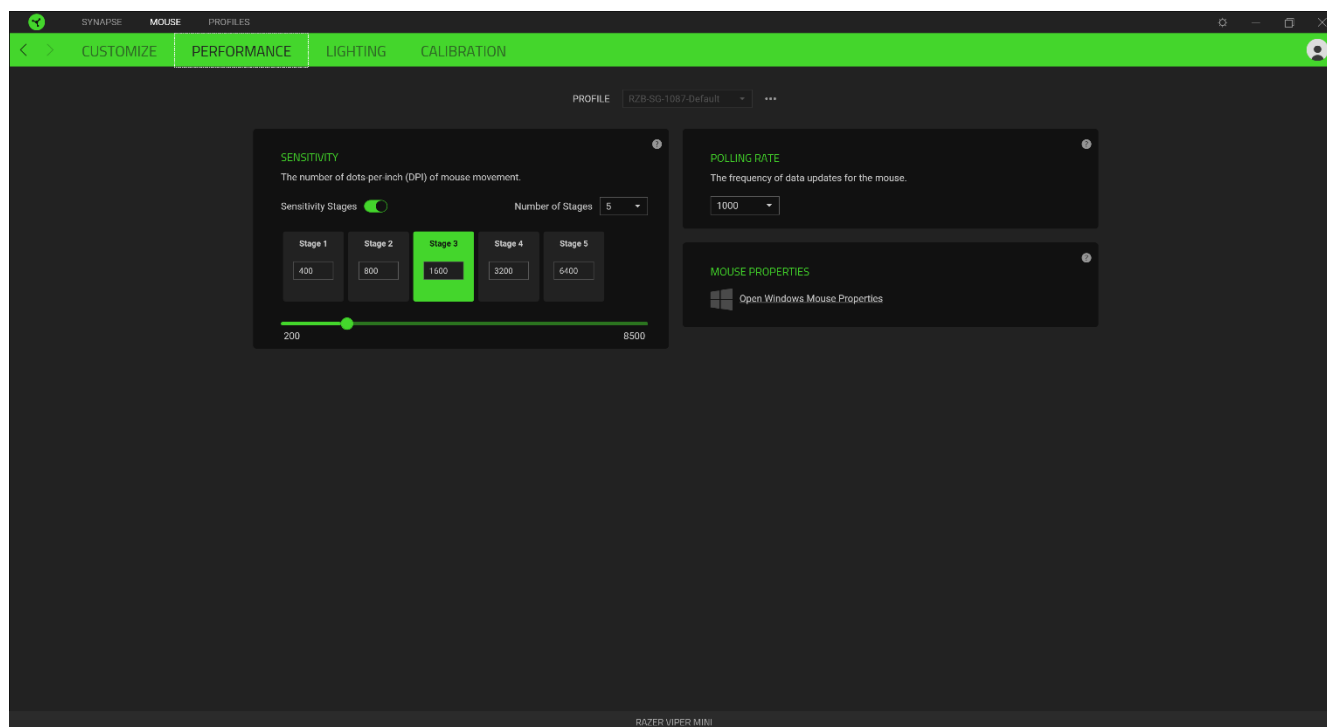 SYNAPSE MOUSE PROFILES
CUSTOMIZE PERFORMANCE LIGHTING CALIBRATION
PROFILE RZB-SG-1087-Default
SENSITIVITY
The number of dots-per-inch (DPI) of mouse movement.
Sensitivity Stages Number of Stages 5
Stage 1 Stage 2 Stage 3 Stage 4 Stage 5
400 800 1600 3200 6400
200 8500
POLLING RATE
The frequency of data updates for the mouse.
1000
MOUSE PROPERTIES
Open Windows Mouse Properties
RAZER VIPER MINI